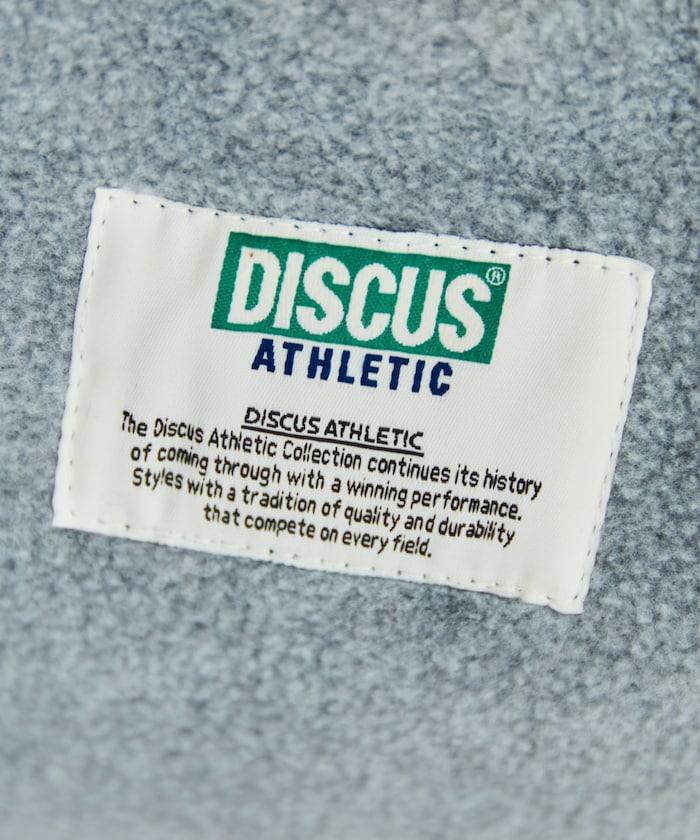 DISCUS®
ATHLETIC
DISCUS ATHLETIC
The Discus Athletic Collection continues its history
of coming through with a winning performance.
Styles with a tradition of quality and durability
that compete on every field.